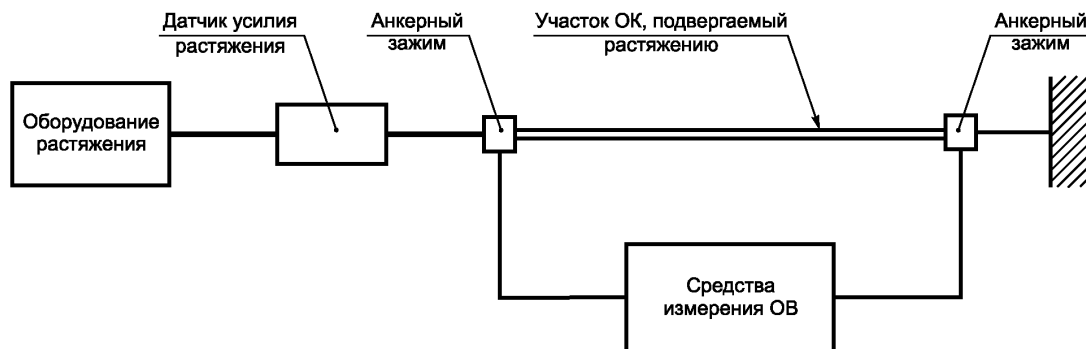 Датчик усилия
растяжения
Анкерный
зажим
Участок ОК, подвергаемый
растяжению
Анкерный
зажим
Оборудование
растяжения
Средства
измерения ОВ